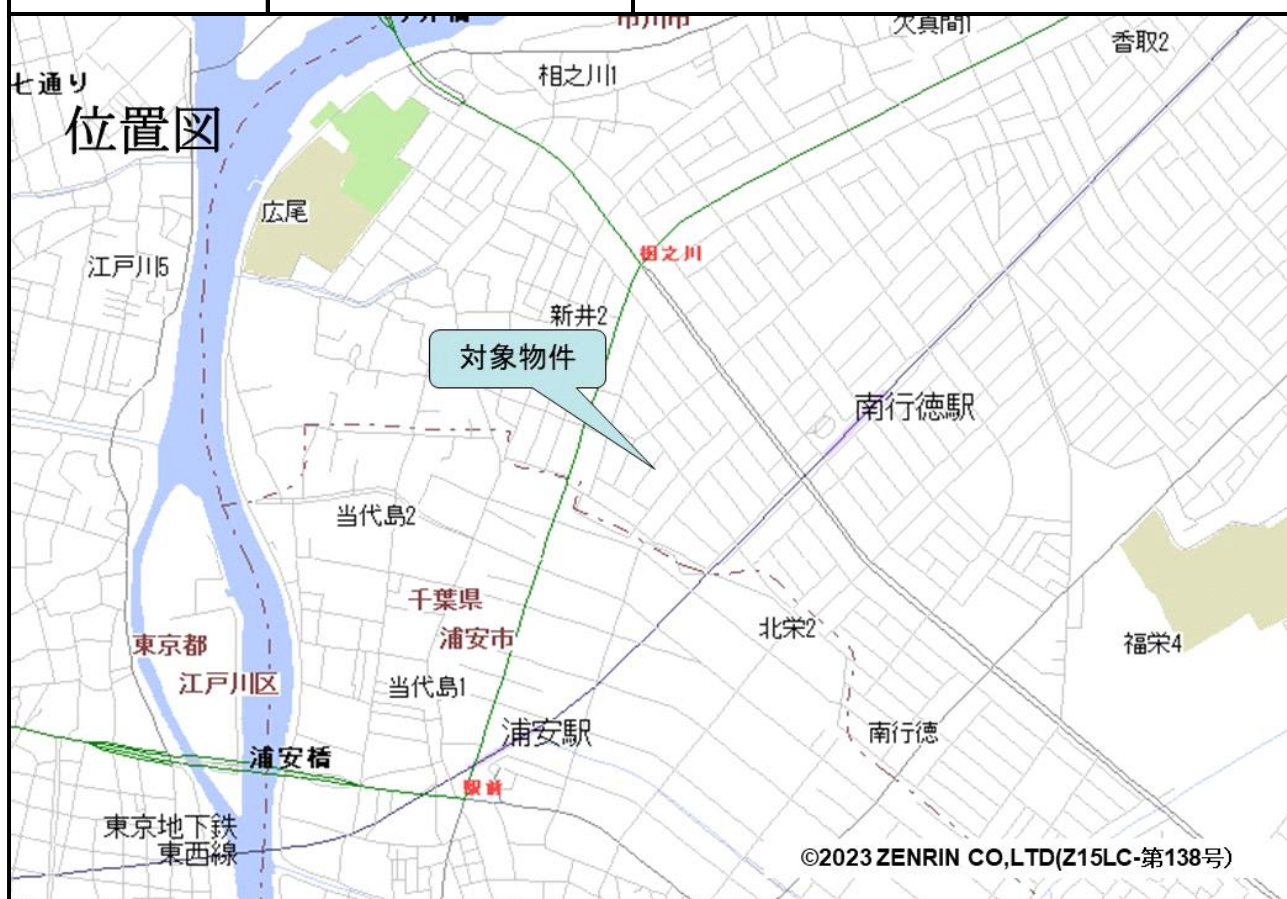 市川市
欠真間1
香取2
相之川1
七通り
位置図
広尾
相之川
江戸川5
新井2
対象物件
南行徳駅
当代島2
千葉県
浦安市
北栄2
東京都
福栄4
江戸川区
当代島1
浦安駅
南行徳
浦安橋
駅前
東京地下鉄
東西線
©2023 ZENRIN CO,LTD(Z15LC-第138号)